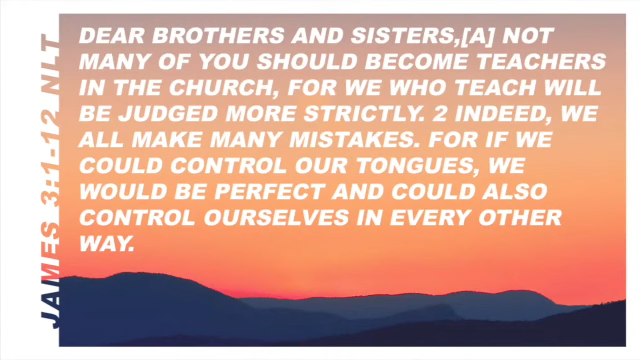 JAMES 3:1-12 NLT
DEAR BROTHERS AND SISTERS,[A] NOT
MANY OF YOU SHOULD BECOME TEACHERS
IN THE CHURCH, FOR WE WHO TEACH WILL
BE JUDGED MORE STRICTLY. 2 INDEED, WE
ALL MAKE MANY MISTAKES. FOR IF WE
COULD CONTROL OUR TONGUES, WE
WOULD BE PERFECT AND COULD ALSO
CONTROL OURSELVES IN EVERY OTHER
WAY.